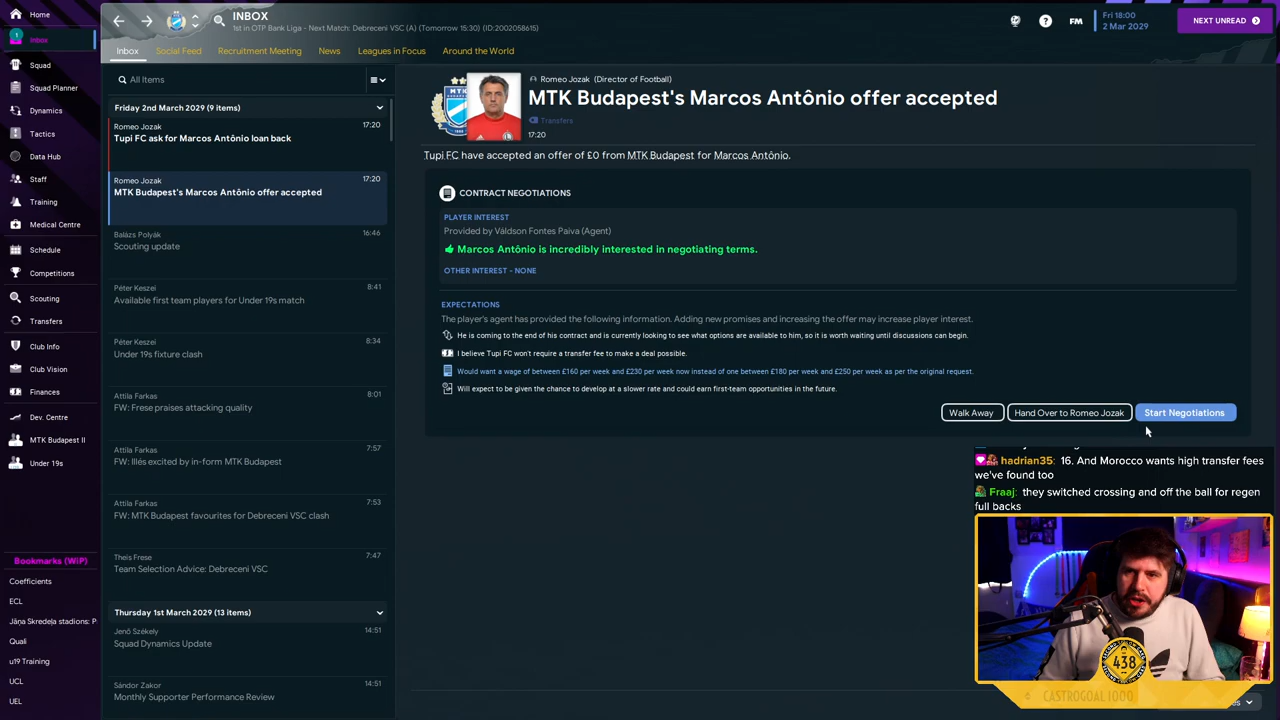 Home
INBOX
1st in OTP Bank Liga - Next Match: Debreceni VSC (A) (Tomorrow 15:30) (ID:2002058615)
FM
Fri 18:00
2 Mar 2029
NEXT UNREAD
1
Inbox
Inbox
Social Feed
Recruitment Meeting
News
Leagues in Focus
Around the World
Squad
Squad Planner
Dynamics
Tactics
Data Hub
Staff
Training
Medical Centre
Schedule
Competitions
Scouting
Transfers
Club Info
Club Vision
Finances
Dev. Centre
MTK Budapest II
Under 19s
Bookmarks (WiP)
Coefficients
ECL
Jāņa Skredeļa stadions: P
Quali
u19 Training
UCL
UEL
All Items
Friday 2nd March 2029 (9 items)
Romeo Jozak
17:20
Tupi FC ask for Marcos Antônio loan back
Romeo Jozak
17:20
MTK Budapest's Marcos Antônio offer accepted
Balázs Polyák
16:46
Scouting update
Péter Keszei
8:41
Available first team players for Under 19s match
Péter Keszei
8:34
Under 19s fixture clash
Attila Farkas
8:01
FW: Frese praises attacking quality
Attila Farkas
7:57
FW: Illés excited by in-form MTK Budapest
Attila Farkas
7:53
FW: MTK Budapest favourites for Debreceni VSC clash
Theis Frese
7:47
Team Selection Advice: Debreceni VSC
Thursday 1st March 2029 (13 items)
Jenő Székely
14:51
Squad Dynamics Update
Sándor Zakor
14:51
Monthly Supporter Performance Review
MTK
Romeo Jozak (Director of Football)
MTK Budapest's Marcos Antônio offer accepted
Transfers
17:20
Tupi FC have accepted an offer of £0 from MTK Budapest for Marcos Antônio.
CONTRACT NEGOTIATIONS
PLAYER INTEREST
Provided by Váldson Fontes Paiva (Agent)
Marcos Antônio is incredibly interested in negotiating terms.
OTHER INTEREST - NONE
EXPECTATIONS
The player's agent has provided the following information. Adding new promises and increasing the offer may increase player interest.
He is coming to the end of his contract and is currently looking to see what options are available to him, so it is worth waiting until discussions can begin.
I believe Tupi FC won't require a transfer fee to make a deal possible.
Would want a wage of between £160 per week and £230 per week now instead of one between £180 per week and £250 per week as per the original request.
Will expect to be given the chance to develop at a slower rate and could earn first-team opportunities in the future.
Walk Away
Hand Over to Romeo Jozak
Start Negotiations
hadrian35: 16. And Morocco wants high transfer fees
we've found too
Fraaj: they switched crossing and off the ball for regen
full backs
438
CASTROGOAL1000